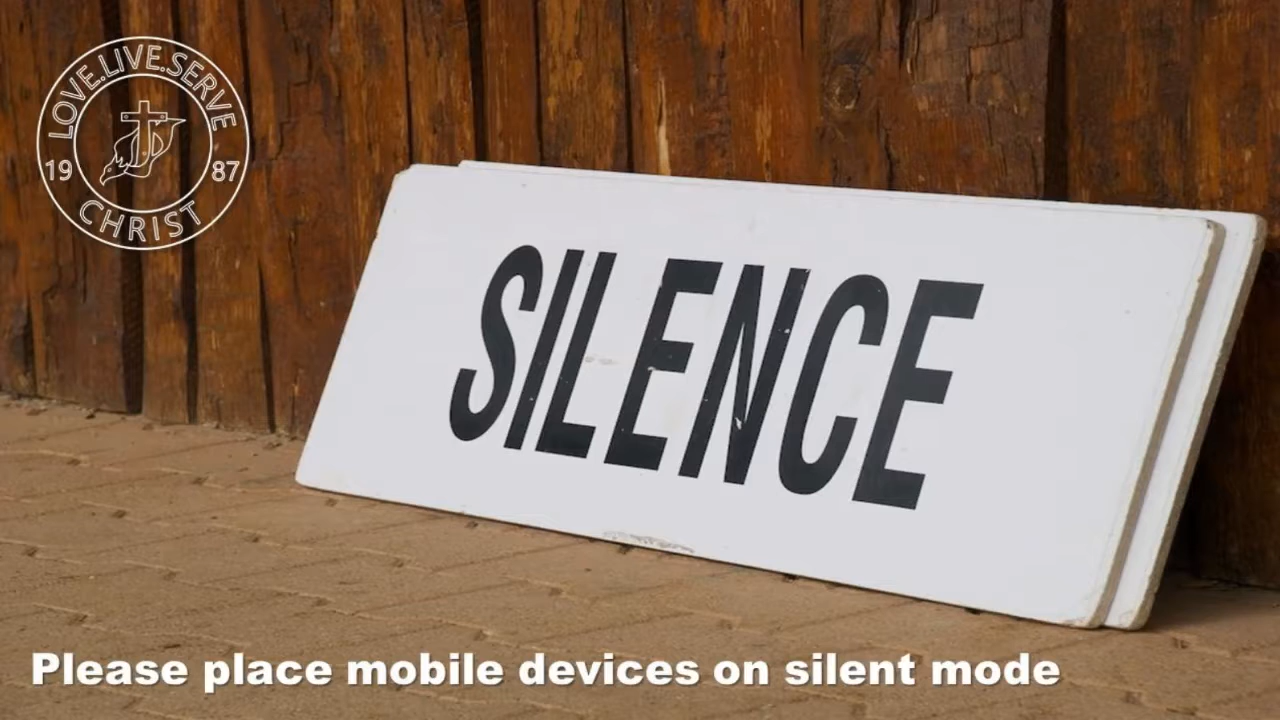 LOVE.LIVE.SERVE
19 87
CHRIST
SILENCE
Please place mobile devices on silent mode